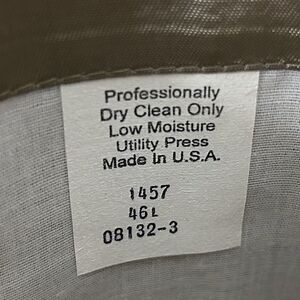 Professionally
Dry Clean Only
Low Moisture
Utility Press
Made In U.S.A.
1457
46L
08132-3